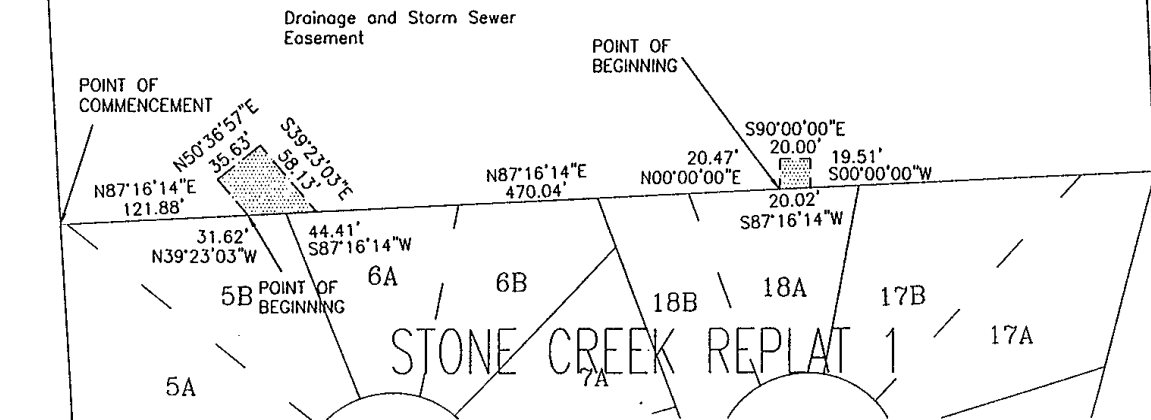 Drainage and Storm Sewer
Easement
POINT OF
BEGINNING
POINT OF
COMMENCEMENT
N50°36'57"E
35.63'
S39°23'03"E
58.13'
S90°00'00"E
20.00'
N87°16'14"E
121.88'
N87°16'14"E
470.04'
20.47'
N00°00'00"E
19.51'
S00°00'00"W
20.02'
S87°16'14"W
31.62'
N39°23'03"W
44.41'
S87°16'14"W
POINT OF
BEGINNING
5B
6A
6B
18B
18A
17B
17A
STONE CREEK REPLAT 1
7A
5A